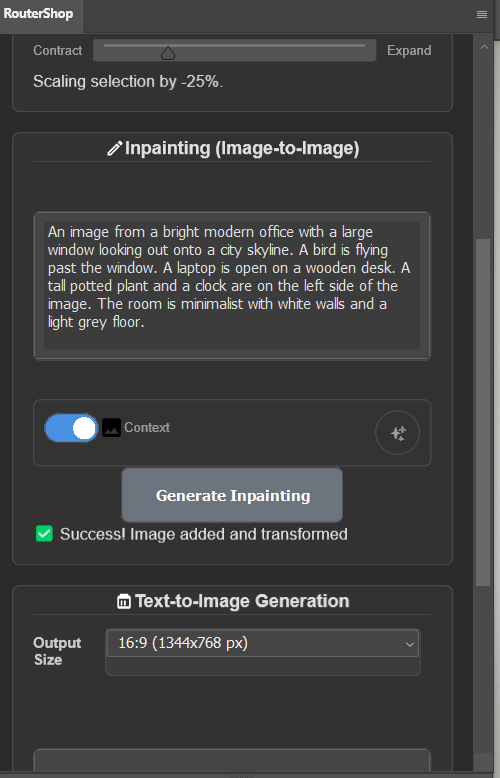 RouterShop
Contract Expand
Scaling selection by -25%.
Inpainting (Image-to-Image)
An image from a bright modern office with a large
window looking out onto a city skyline. A bird is flying
past the window. A laptop is open on a wooden desk. A
tall potted plant and a clock are on the left side of the
image. The room is minimalist with white walls and a
light grey floor.
Context
Generate Inpainting
Success! Image added and transformed
Text-to-Image Generation
Output
Size
16:9 (1344x768 px)